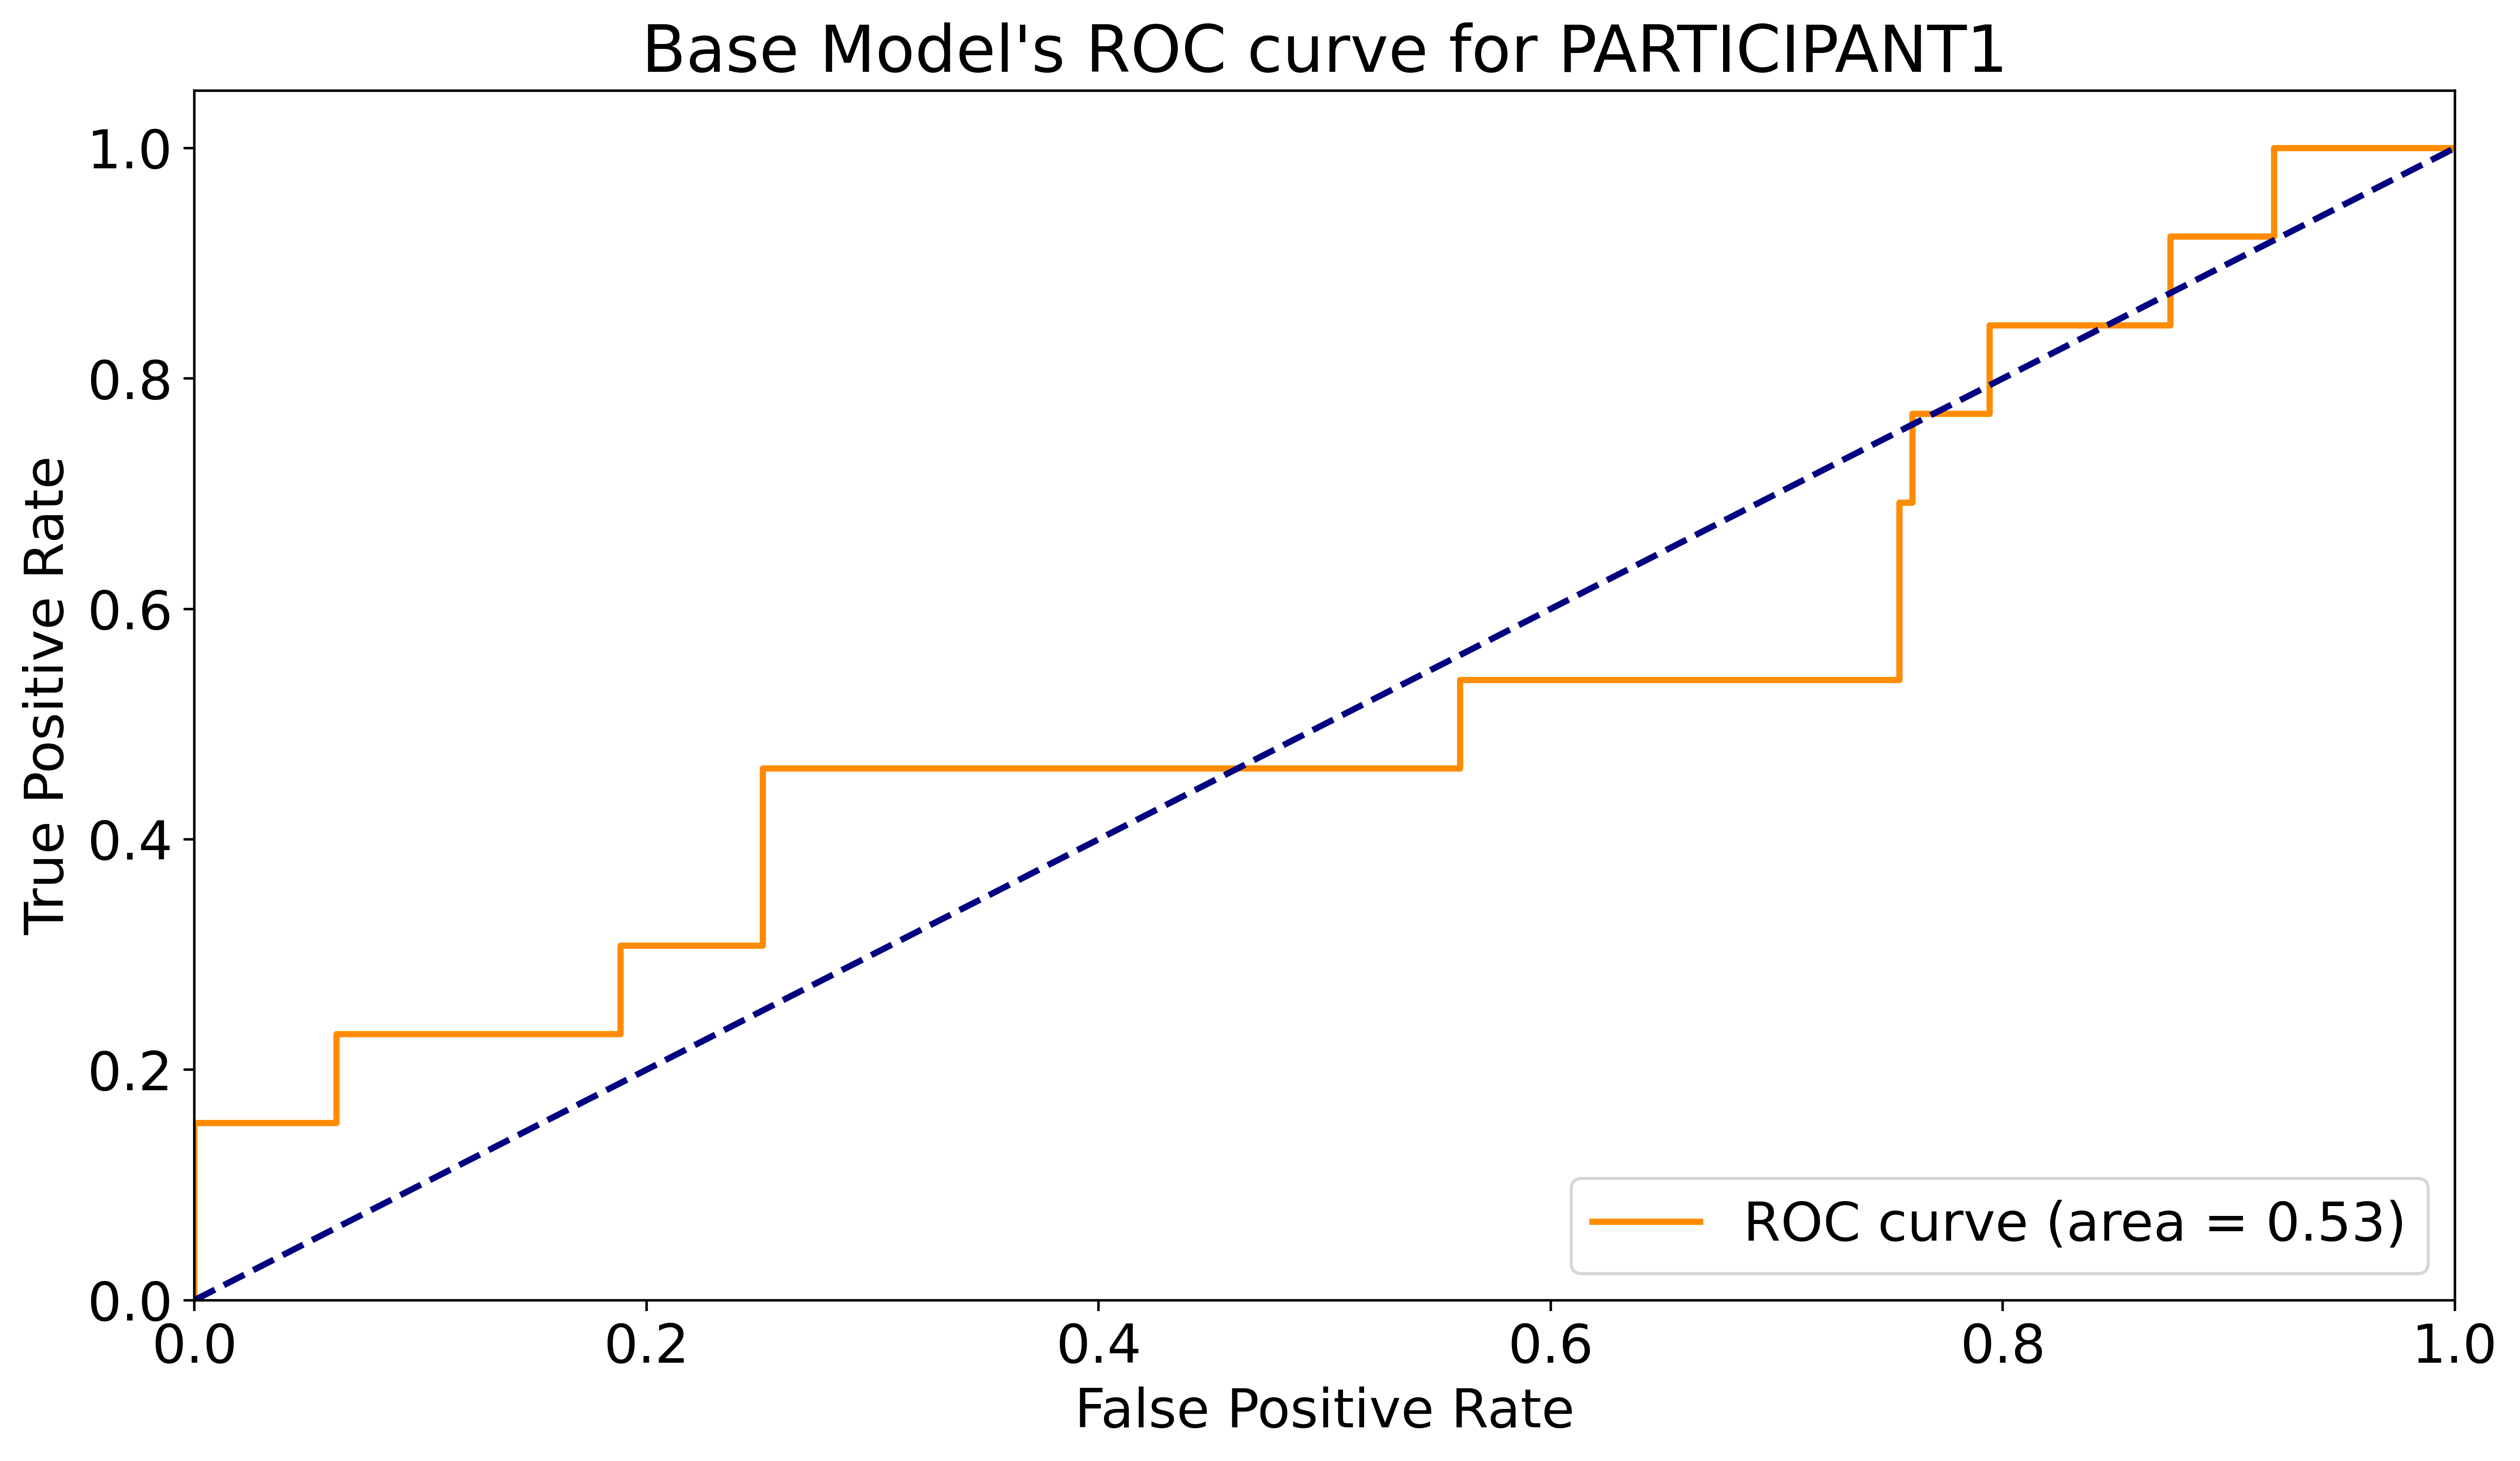 Base Model's ROC curve for PARTICIPANT1
True Positive Rate
1.0
0.8
0.6
0.4
0.2
0.0
ROC curve (area = 0.53)
0.0 0.2 0.4 0.6 0.8 1.0
False Positive Rate